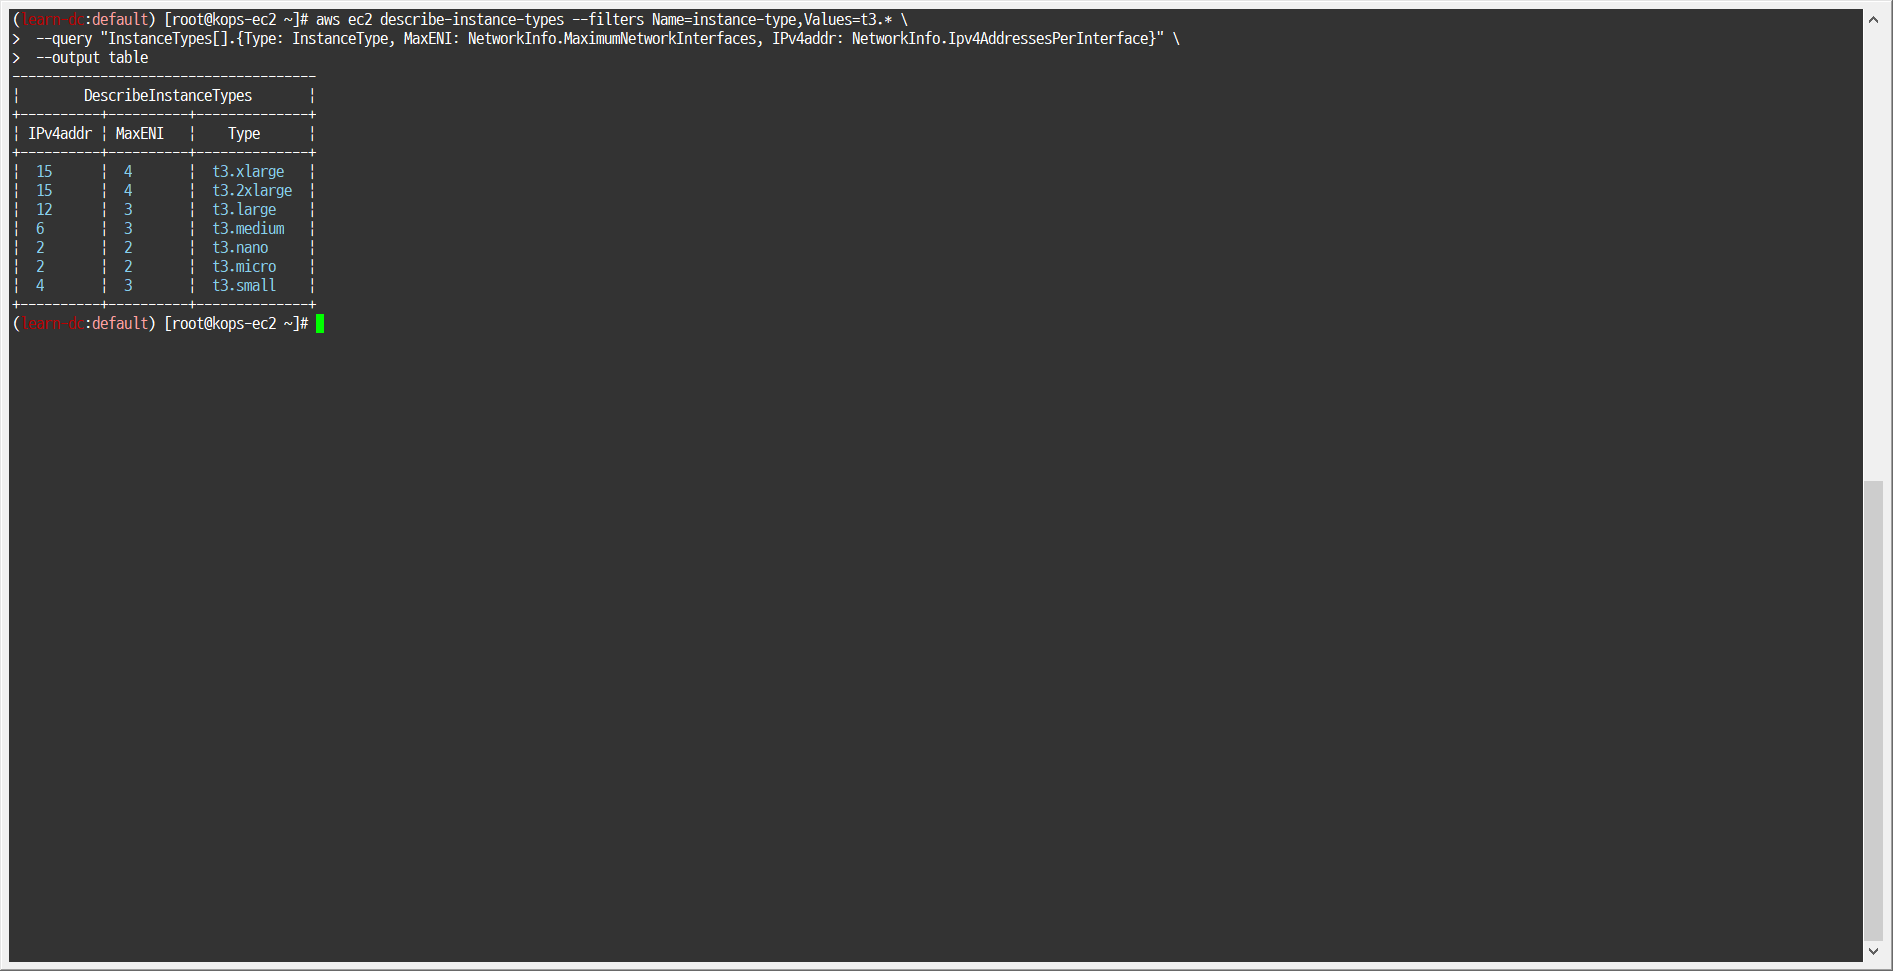 (learn-dc:default) [root@kops-ec2 ~]# aws ec2 describe-instance-types --filters Name=instance-type,Values=t3.* \
>  --query "InstanceTypes[].{Type: InstanceType, MaxENI: NetworkInfo.MaximumNetworkInterfaces, IPv4addr: NetworkInfo.Ipv4AddressesPerInterface}" \
>  --output table
--------------------------------------
¦        DescribeInstanceTypes       ¦
+----------+----------+--------------+
¦ IPv4addr ¦ MaxENI   ¦    Type      ¦
+----------+----------+--------------+
¦  15      ¦  4       ¦  t3.xlarge   ¦
¦  15      ¦  4       ¦  t3.2xlarge  ¦
¦  12      ¦  3       ¦  t3.large    ¦
¦  6       ¦  3       ¦  t3.medium   ¦
¦  2       ¦  2       ¦  t3.nano     ¦
¦  2       ¦  2       ¦  t3.micro    ¦
¦  4       ¦  3       ¦  t3.small    ¦
+----------+----------+--------------+
(learn-dc:default) [root@kops-ec2 ~]#